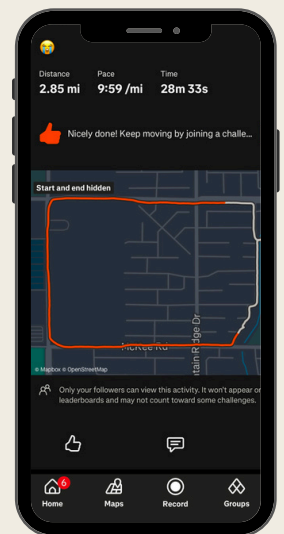 😭
Distance Pace Time
2.85 mi 9:59 /mi 28m 33s
Nicely done! Keep moving by joining a challe...
Start and end hidden
McKee Rd
tain Ridge Dr
© Mapbox © OpenStreetMap
Only your followers can view this activity. It won't appear on
leaderboards and may not count toward some challenges.
6
Home Maps Record Groups